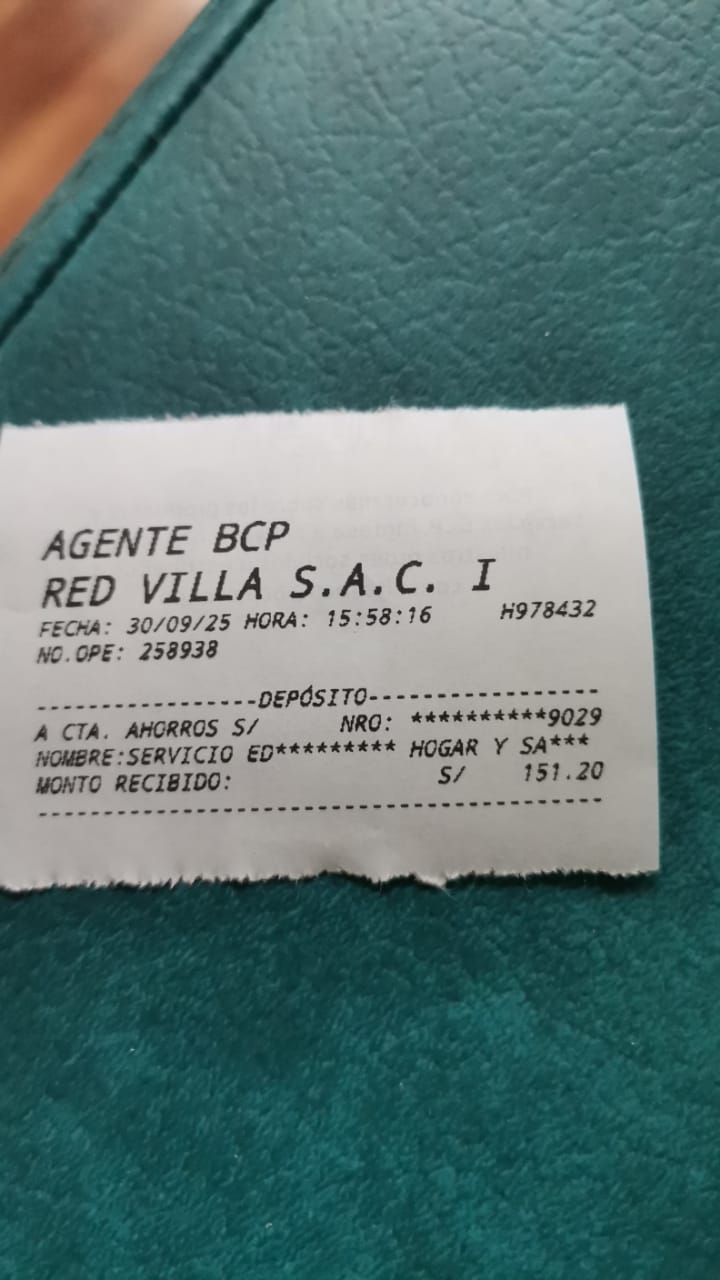 AGENTE BCP
RED VILLA S.A.C. I
FECHA: 30/09/25 HORA: 15:58:16 H978432
NO.OPE: 258938
-----------------DEPÓSITO------------------
A CTA. AHORROS S/ NRO: **********9029
NOMBRE:SERVICIO ED********* HOGAR Y SA***
MONTO RECIBIDO: S/ 151.20
-------------------------------------------